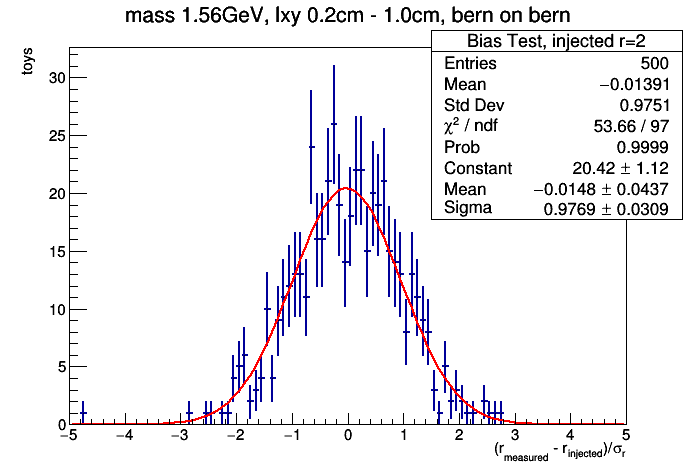 mass 1.56GeV, lxy 0.2cm - 1.0cm, bern on bern
Bias Test, injected r=2
Entries 500
Mean −0.01391
Std Dev 0.9751
χ² / ndf 53.66 / 97
Prob 0.9999
Constant 20.42 ± 1.12
Mean −0.0148 ± 0.0437
Sigma 0.9769 ± 0.0309
toys
30
25
20
15
10
5
0
−5 −4 −3 −2 −1 0 1 2 3 4 5
(r_measured - r_injected)/σ_r